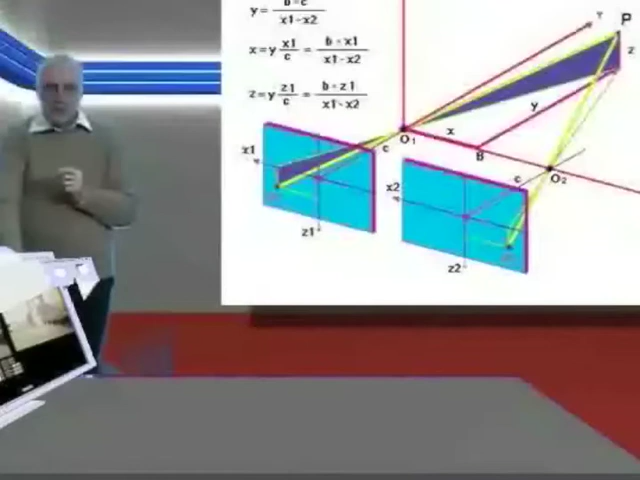 y = b·c / x1-x2
x = y x1/c = b·x1 / x1-x2
z = y z1/c = b·z1 / x1-x2
Y
P
z
y
x
O1
B
c
O2
c
x1
z1
x2
z2